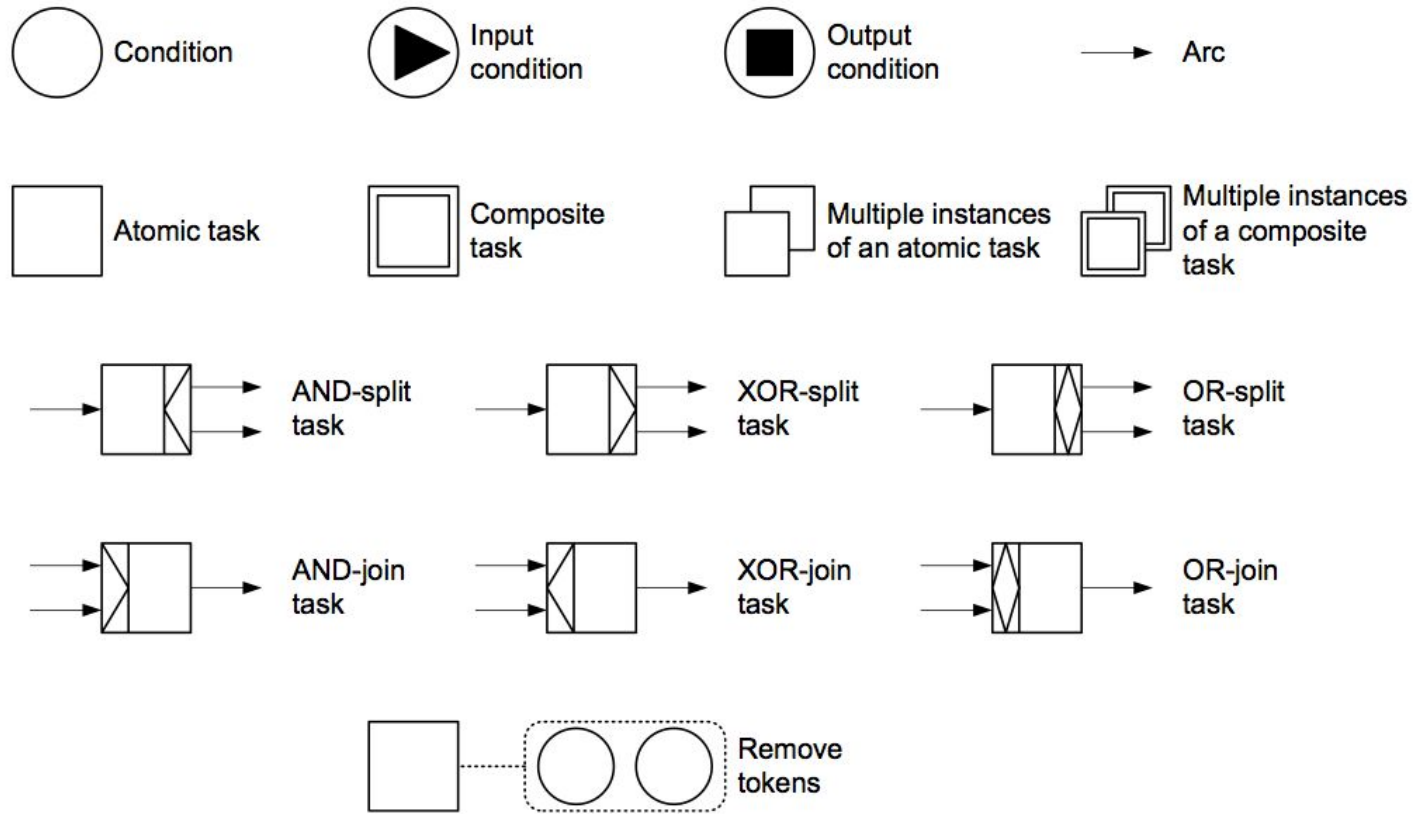 Condition
Input
condition
Output
condition
Arc
Atomic task
Composite
task
Multiple instances
of an atomic task
Multiple instances
of a composite
task
AND-split
task
XOR-split
task
OR-split
task
AND-join
task
XOR-join
task
OR-join
task
Remove
tokens